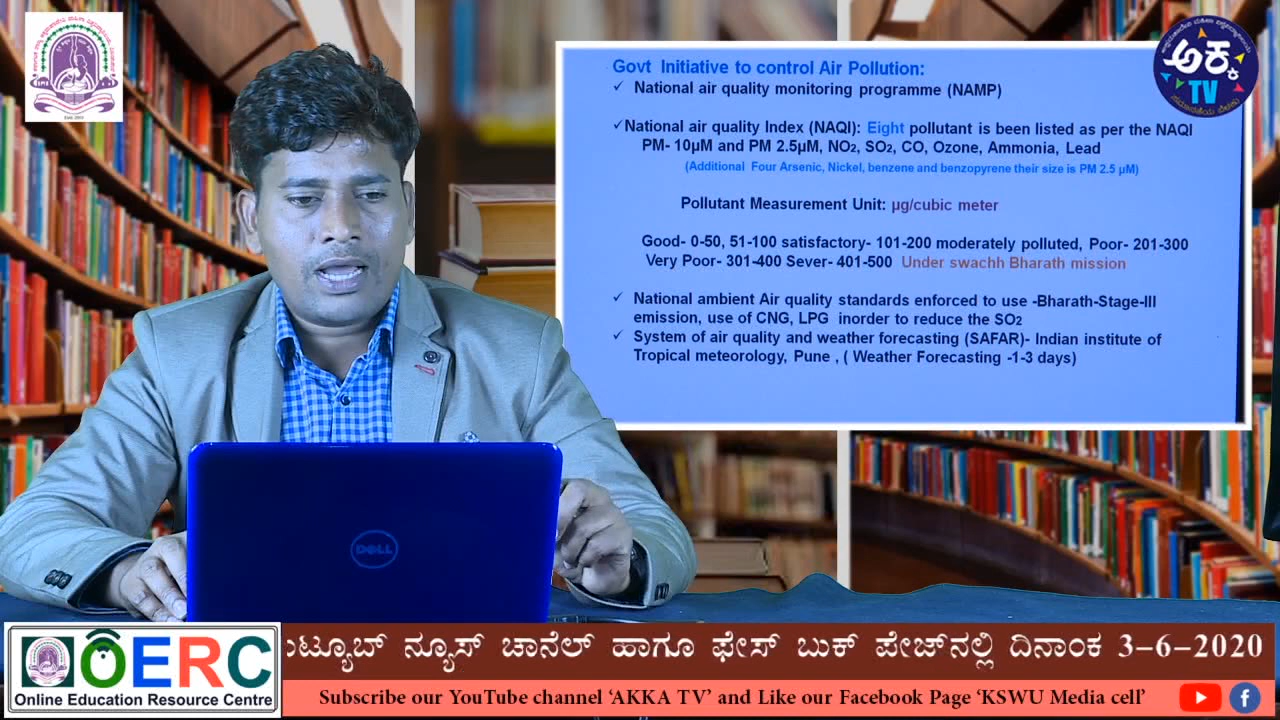 Govt Initiative to control Air Pollution:
✓ National air quality monitoring programme (NAMP)
✓National air quality Index (NAQI): Eight pollutant is been listed as per the NAQI
PM- 10µM and PM 2.5µM, NO2, SO2, CO, Ozone, Ammonia, Lead
(Additional Four Arsenic, Nickel, benzene and benzopyrene their size is PM 2.5 µM)
Pollutant Measurement Unit: µg/cubic meter
Good- 0-50, 51-100 satisfactory- 101-200 moderately polluted, Poor- 201-300
Very Poor- 301-400 Sever- 401-500 Under swachh Bharath mission
✓ National ambient Air quality standards enforced to use -Bharath-Stage-III
emission, use of CNG, LPG inorder to reduce the SO2
✓ System of air quality and weather forecasting (SAFAR)- Indian institute of
Tropical meteorology, Pune , ( Weather Forecasting -1-3 days)
ಅಕ್ಕ
TV
DELL
OERC
Online Education Resource Centre
ನ್ಯೂಸ್ ಚಾನೆಲ್ ಹಾಗೂ ಫೇಸ್ ಬುಕ್ ಪೇಜ್‌ನಲ್ಲಿ ದಿನಾಂಕ 3-6-2020
Subscribe our YouTube channel ‘AKKA TV’ and Like our Facebook Page ‘KSWU Media cell’